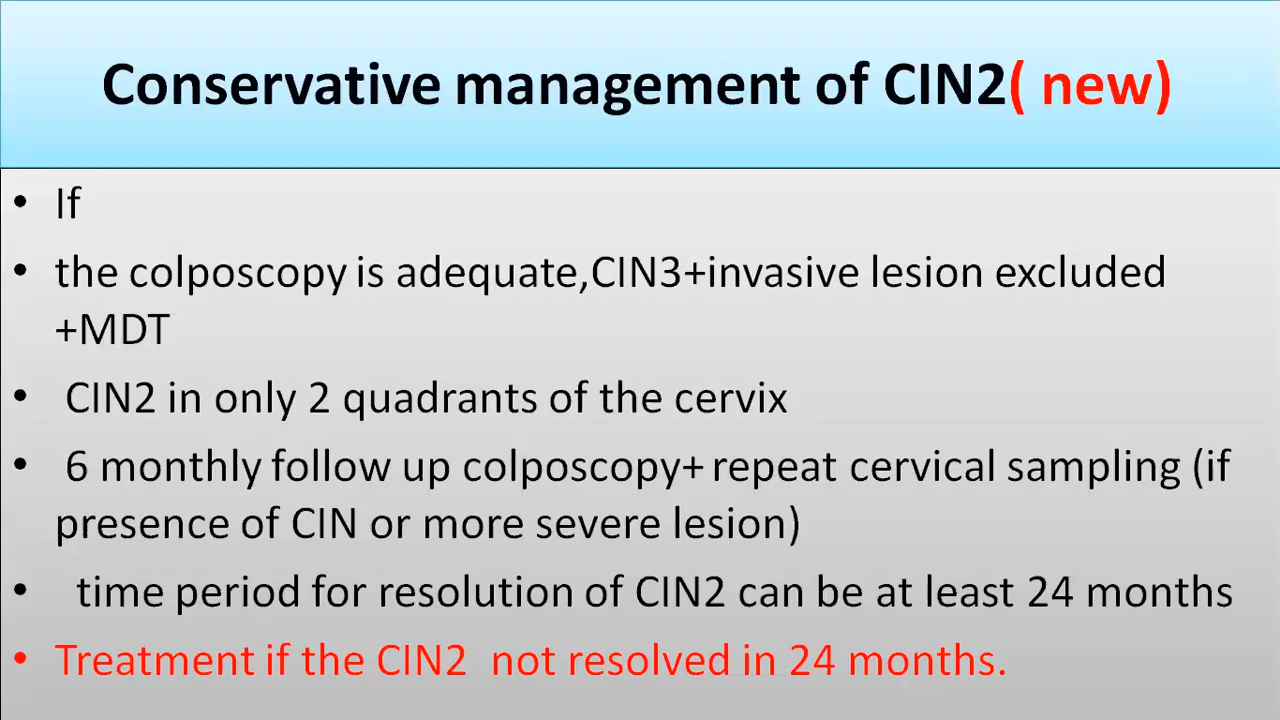 Conservative management of CIN2( new)
• If
• the colposcopy is adequate,CIN3+invasive lesion excluded
+MDT
• CIN2 in only 2 quadrants of the cervix
• 6 monthly follow up colposcopy+ repeat cervical sampling (if
presence of CIN or more severe lesion)
• time period for resolution of CIN2 can be at least 24 months
• Treatment if the CIN2 not resolved in 24 months.